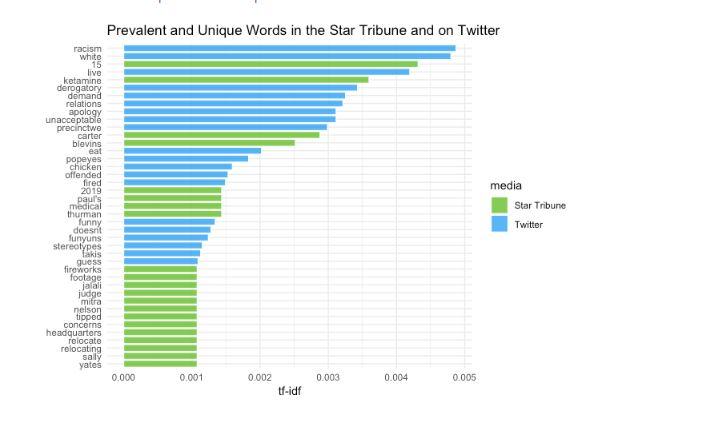 Prevalent and Unique Words in the Star Tribune and on Twitter
racism
white
15
live
ketamine
derogatory
demand
relations
apology
unacceptable
precinctwe
carter
blevins
eat
popeyes
chicken
offended
fired
2019
paul's
medical
thurman
funny
doesnt
funyuns
stereotypes
takis
guess
fireworks
footage
jalali
judge
mitra
nelson
tipped
concerns
headquarters
relocate
relocating
sally
yates
media
Star Tribune
Twitter
0.000 0.001 0.002 0.003 0.004 0.005
tf-idf